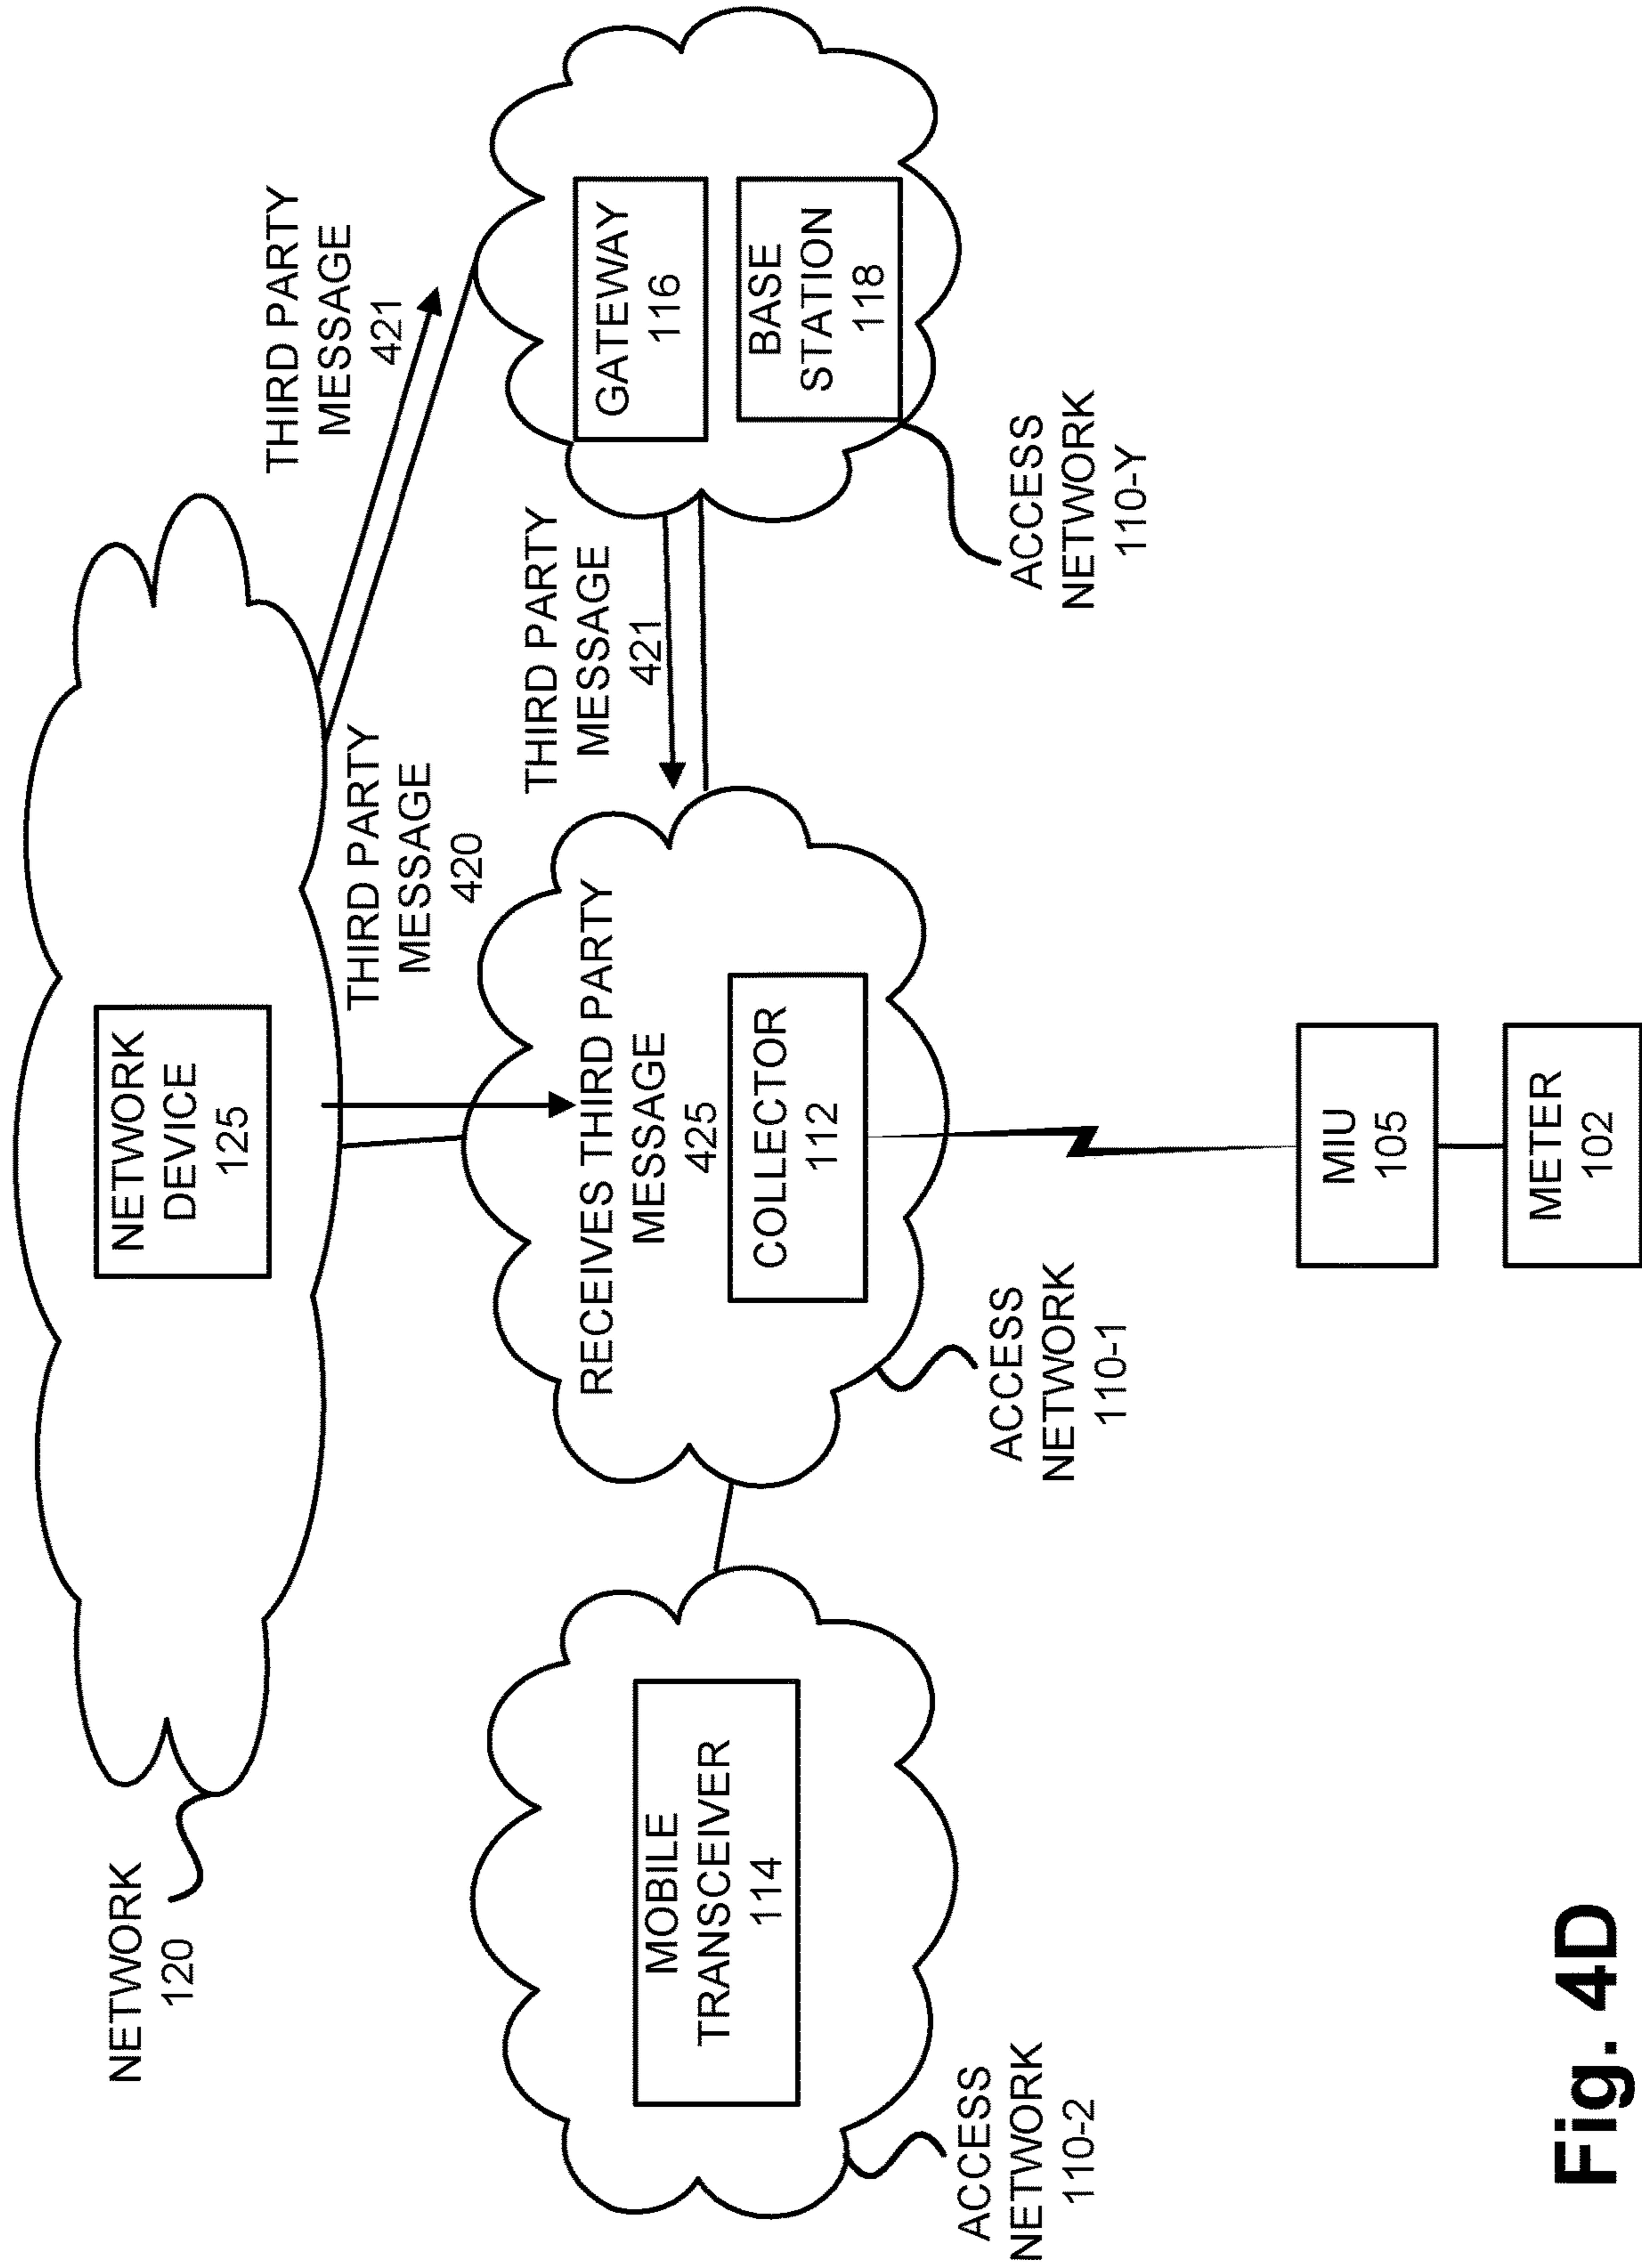 NETWORK
120
NETWORK
DEVICE
125
THIRD PARTY
MESSAGE
420
THIRD PARTY
MESSAGE
421
MOBILE
TRANSCEIVER
114
ACCESS
NETWORK
110-2
RECEIVES THIRD PARTY
MESSAGE
425
COLLECTOR
112
ACCESS
NETWORK
110-1
THIRD PARTY
MESSAGE
421
GATEWAY
116
BASE
STATION
118
ACCESS
NETWORK
110-Y
MIU
105
METER
102
Fig. 4D